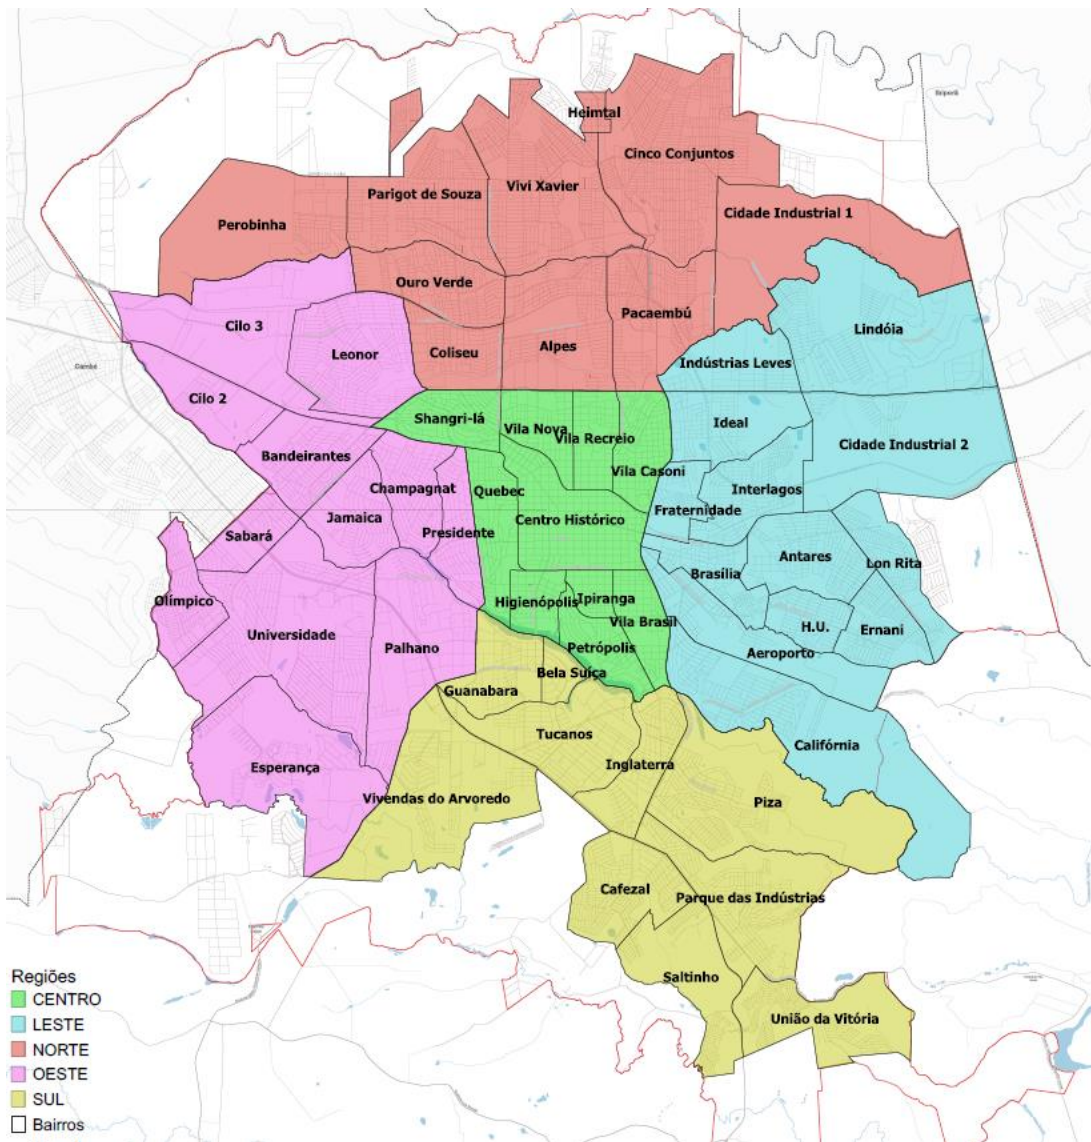 Heimtal
Ibiporã
Cinco Conjuntos
Vivi Xavier
Parigot de Souza
Cidade Industrial 1
Perobinha
Ouro Verde
Pacaembú
Cilo 3
Lindóia
Alpes
Leonor
Coliseu
Indústrias Leves
Cambé
Cilo 2
Shangri-lá
Ideal
Vila Nova
Vila Recreio
Cidade Industrial 2
Bandeirantes
Vila Casoni
Champagnat
Quebec
Interlagos
Fraternidade
Jamaica
Centro Histórico
Presidente
Sabará
Antares
Lon Rita
Brasília
Olímpico
Higienópolis
Ipiranga
Vila Brasil
H.U.
Ernani
Universidade
Palhano
Petrópolis
Aeroporto
Bela Suíça
Guanabara
Tucanos
Califórnia
Inglaterra
Esperança
Vivendas do Arvoredo
Piza
Cafezal
Parque das Indústrias
Saltinho
União da Vitória
Regiões
CENTRO
LESTE
NORTE
OESTE
SUL
Bairros